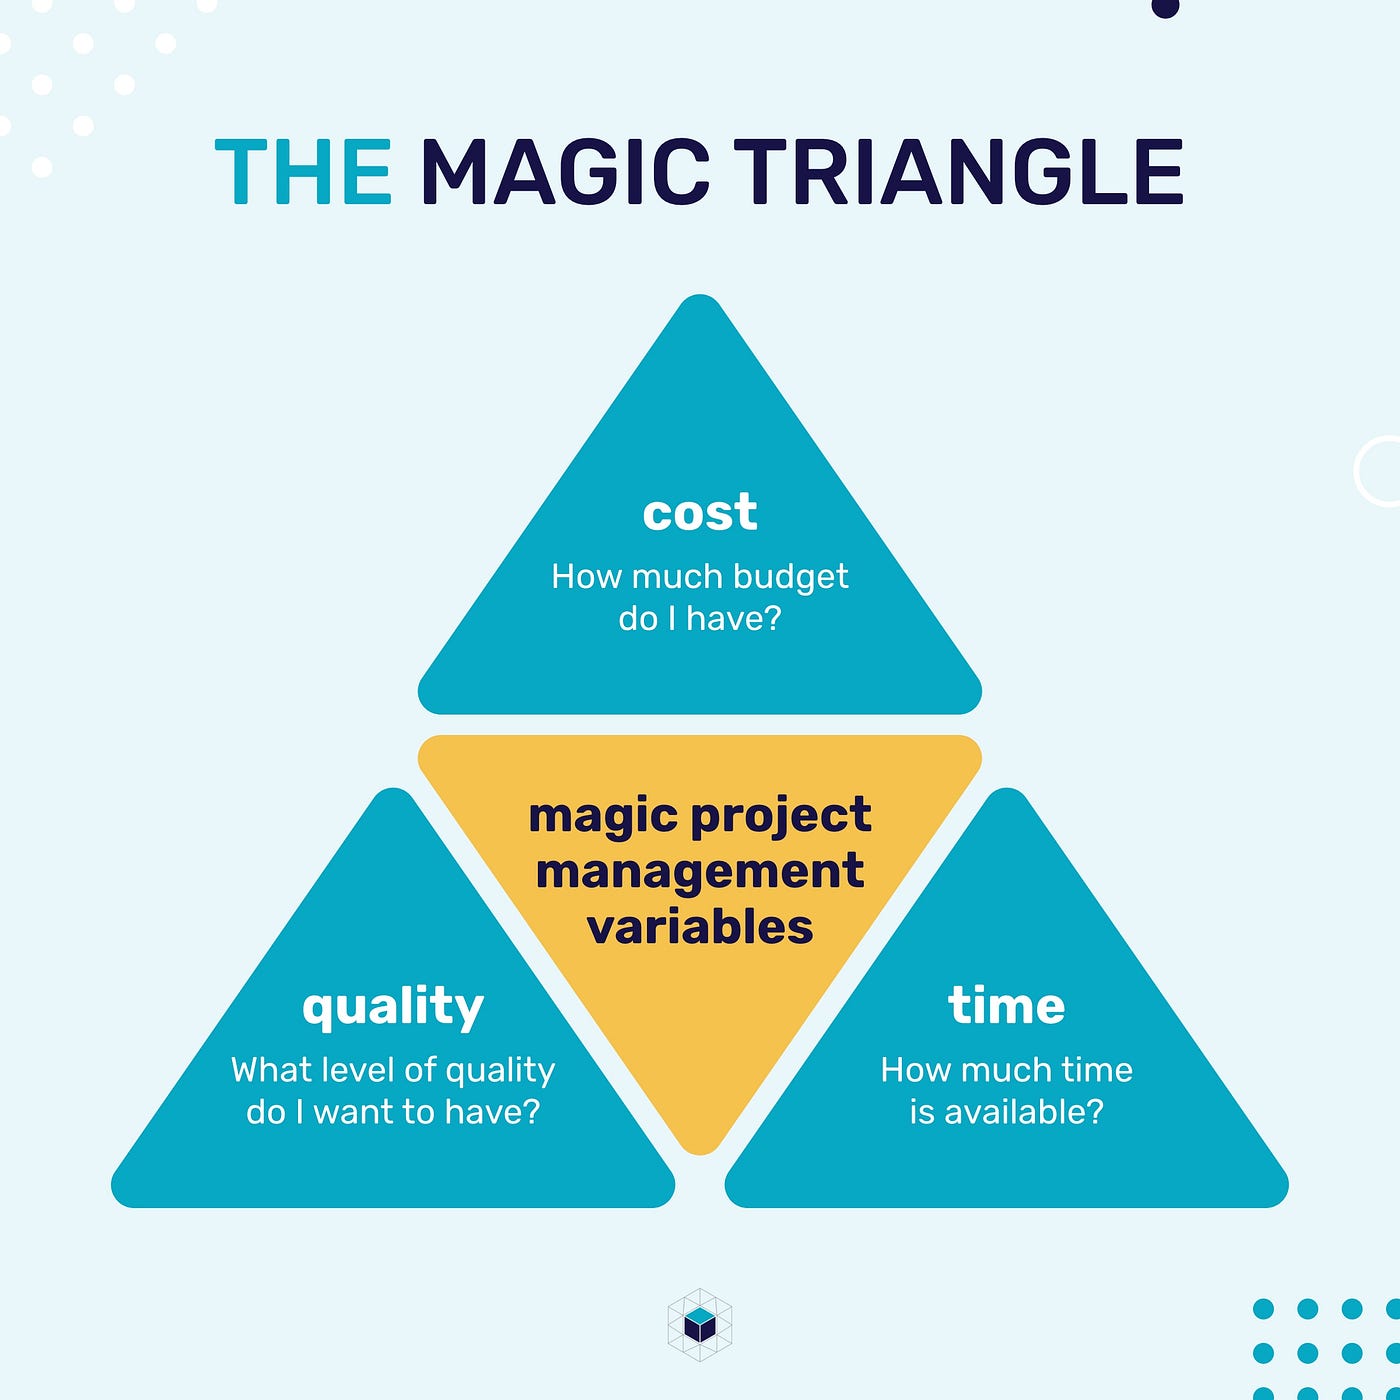 THE MAGIC TRIANGLE
cost
How much budget
do I have?
magic project
management
variables
quality
What level of quality
do I want to have?
time
How much time
is available?